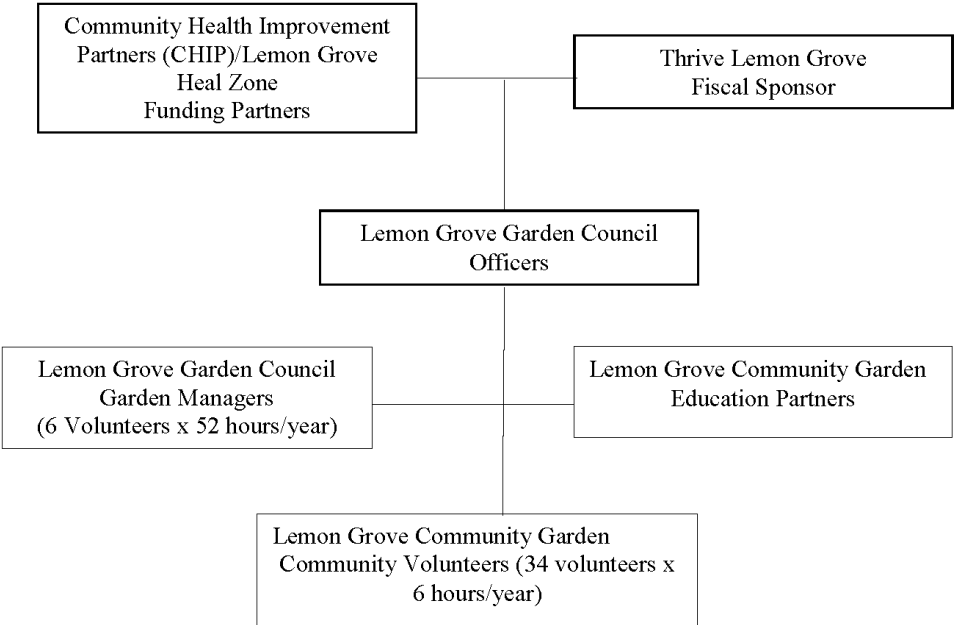 Community Health Improvement
Partners (CHIP)/Lemon Grove
Heal Zone
Funding Partners
Thrive Lemon Grove
Fiscal Sponsor
Lemon Grove Garden Council
Officers
Lemon Grove Garden Council
Garden Managers
(6 Volunteers x 52 hours/year)
Lemon Grove Community Garden
Education Partners
Lemon Grove Community Garden
Community Volunteers (34 volunteers x
6 hours/year)